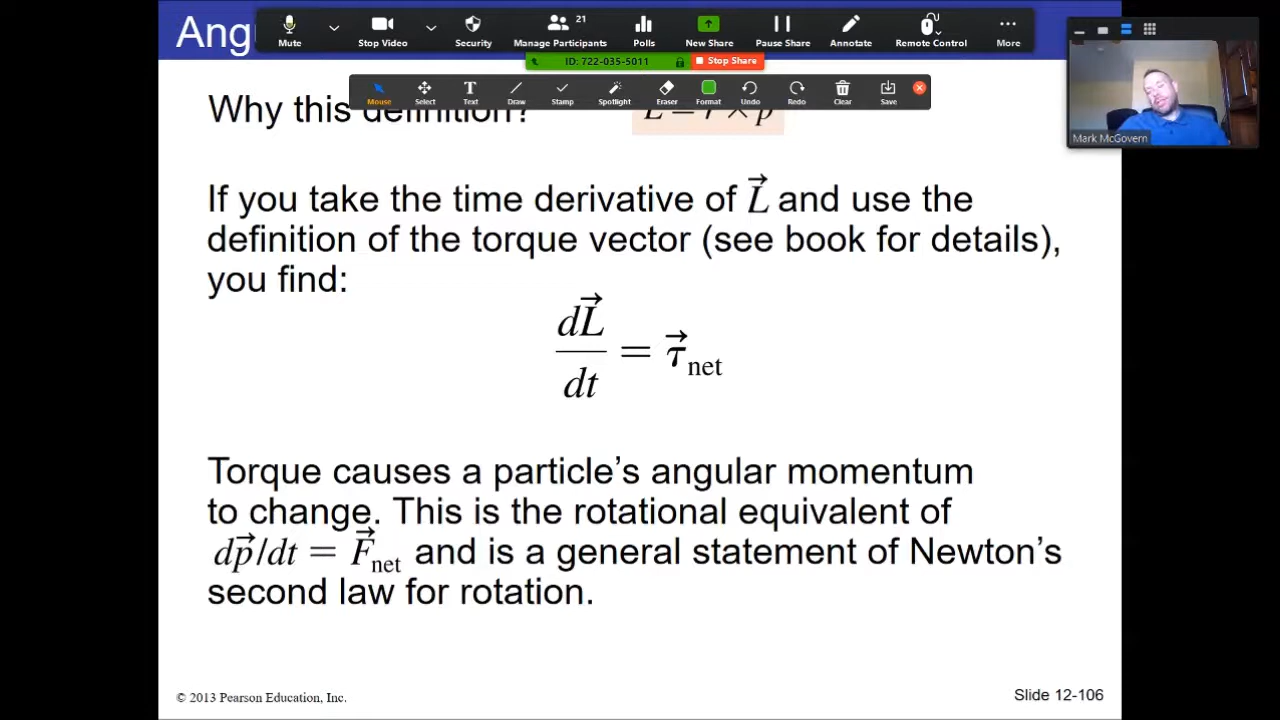 Ang
Mute
Stop Video
Security
Manage Participants
21
Polls
New Share
Pause Share
Annotate
Remote Control
More
ID: 722-035-5011
Stop Share
Mouse
Select
Text
Draw
Stamp
Spotlight
Eraser
Format
Undo
Redo
Clear
Save
Mark McGovern
Why this definition?
If you take the time derivative of L⃗ and use the
definition of the torque vector (see book for details),
you find:
dL⃗/dt = τ⃗net
Torque causes a particle’s angular momentum
to change. This is the rotational equivalent of
dp⃗/dt = F⃗net and is a general statement of Newton’s
second law for rotation.
© 2013 Pearson Education, Inc.
Slide 12-106